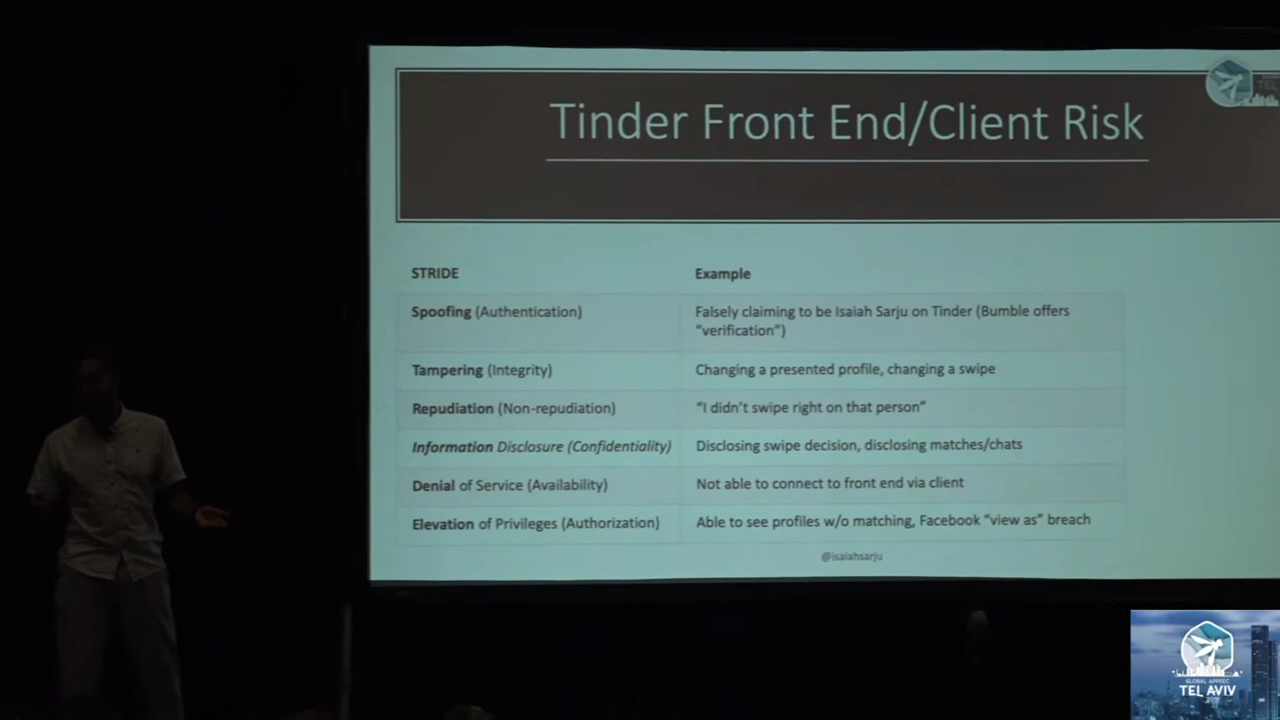 Tinder Front End/Client Risk
STRIDE Example
Spoofing (Authentication) Falsely claiming to be Isaiah Sarju on Tinder (Bumble offers
"verification")
Tampering (Integrity) Changing a presented profile, changing a swipe
Repudiation (Non-repudiation) "I didn't swipe right on that person"
Information Disclosure (Confidentiality) Disclosing swipe decision, disclosing matches/chats
Denial of Service (Availability) Not able to connect to front end via client
Elevation of Privileges (Authorization) Able to see profiles w/o matching, Facebook "view as" breach
@isaiahsarju
GLOBAL APPSEC
TEL AVIV